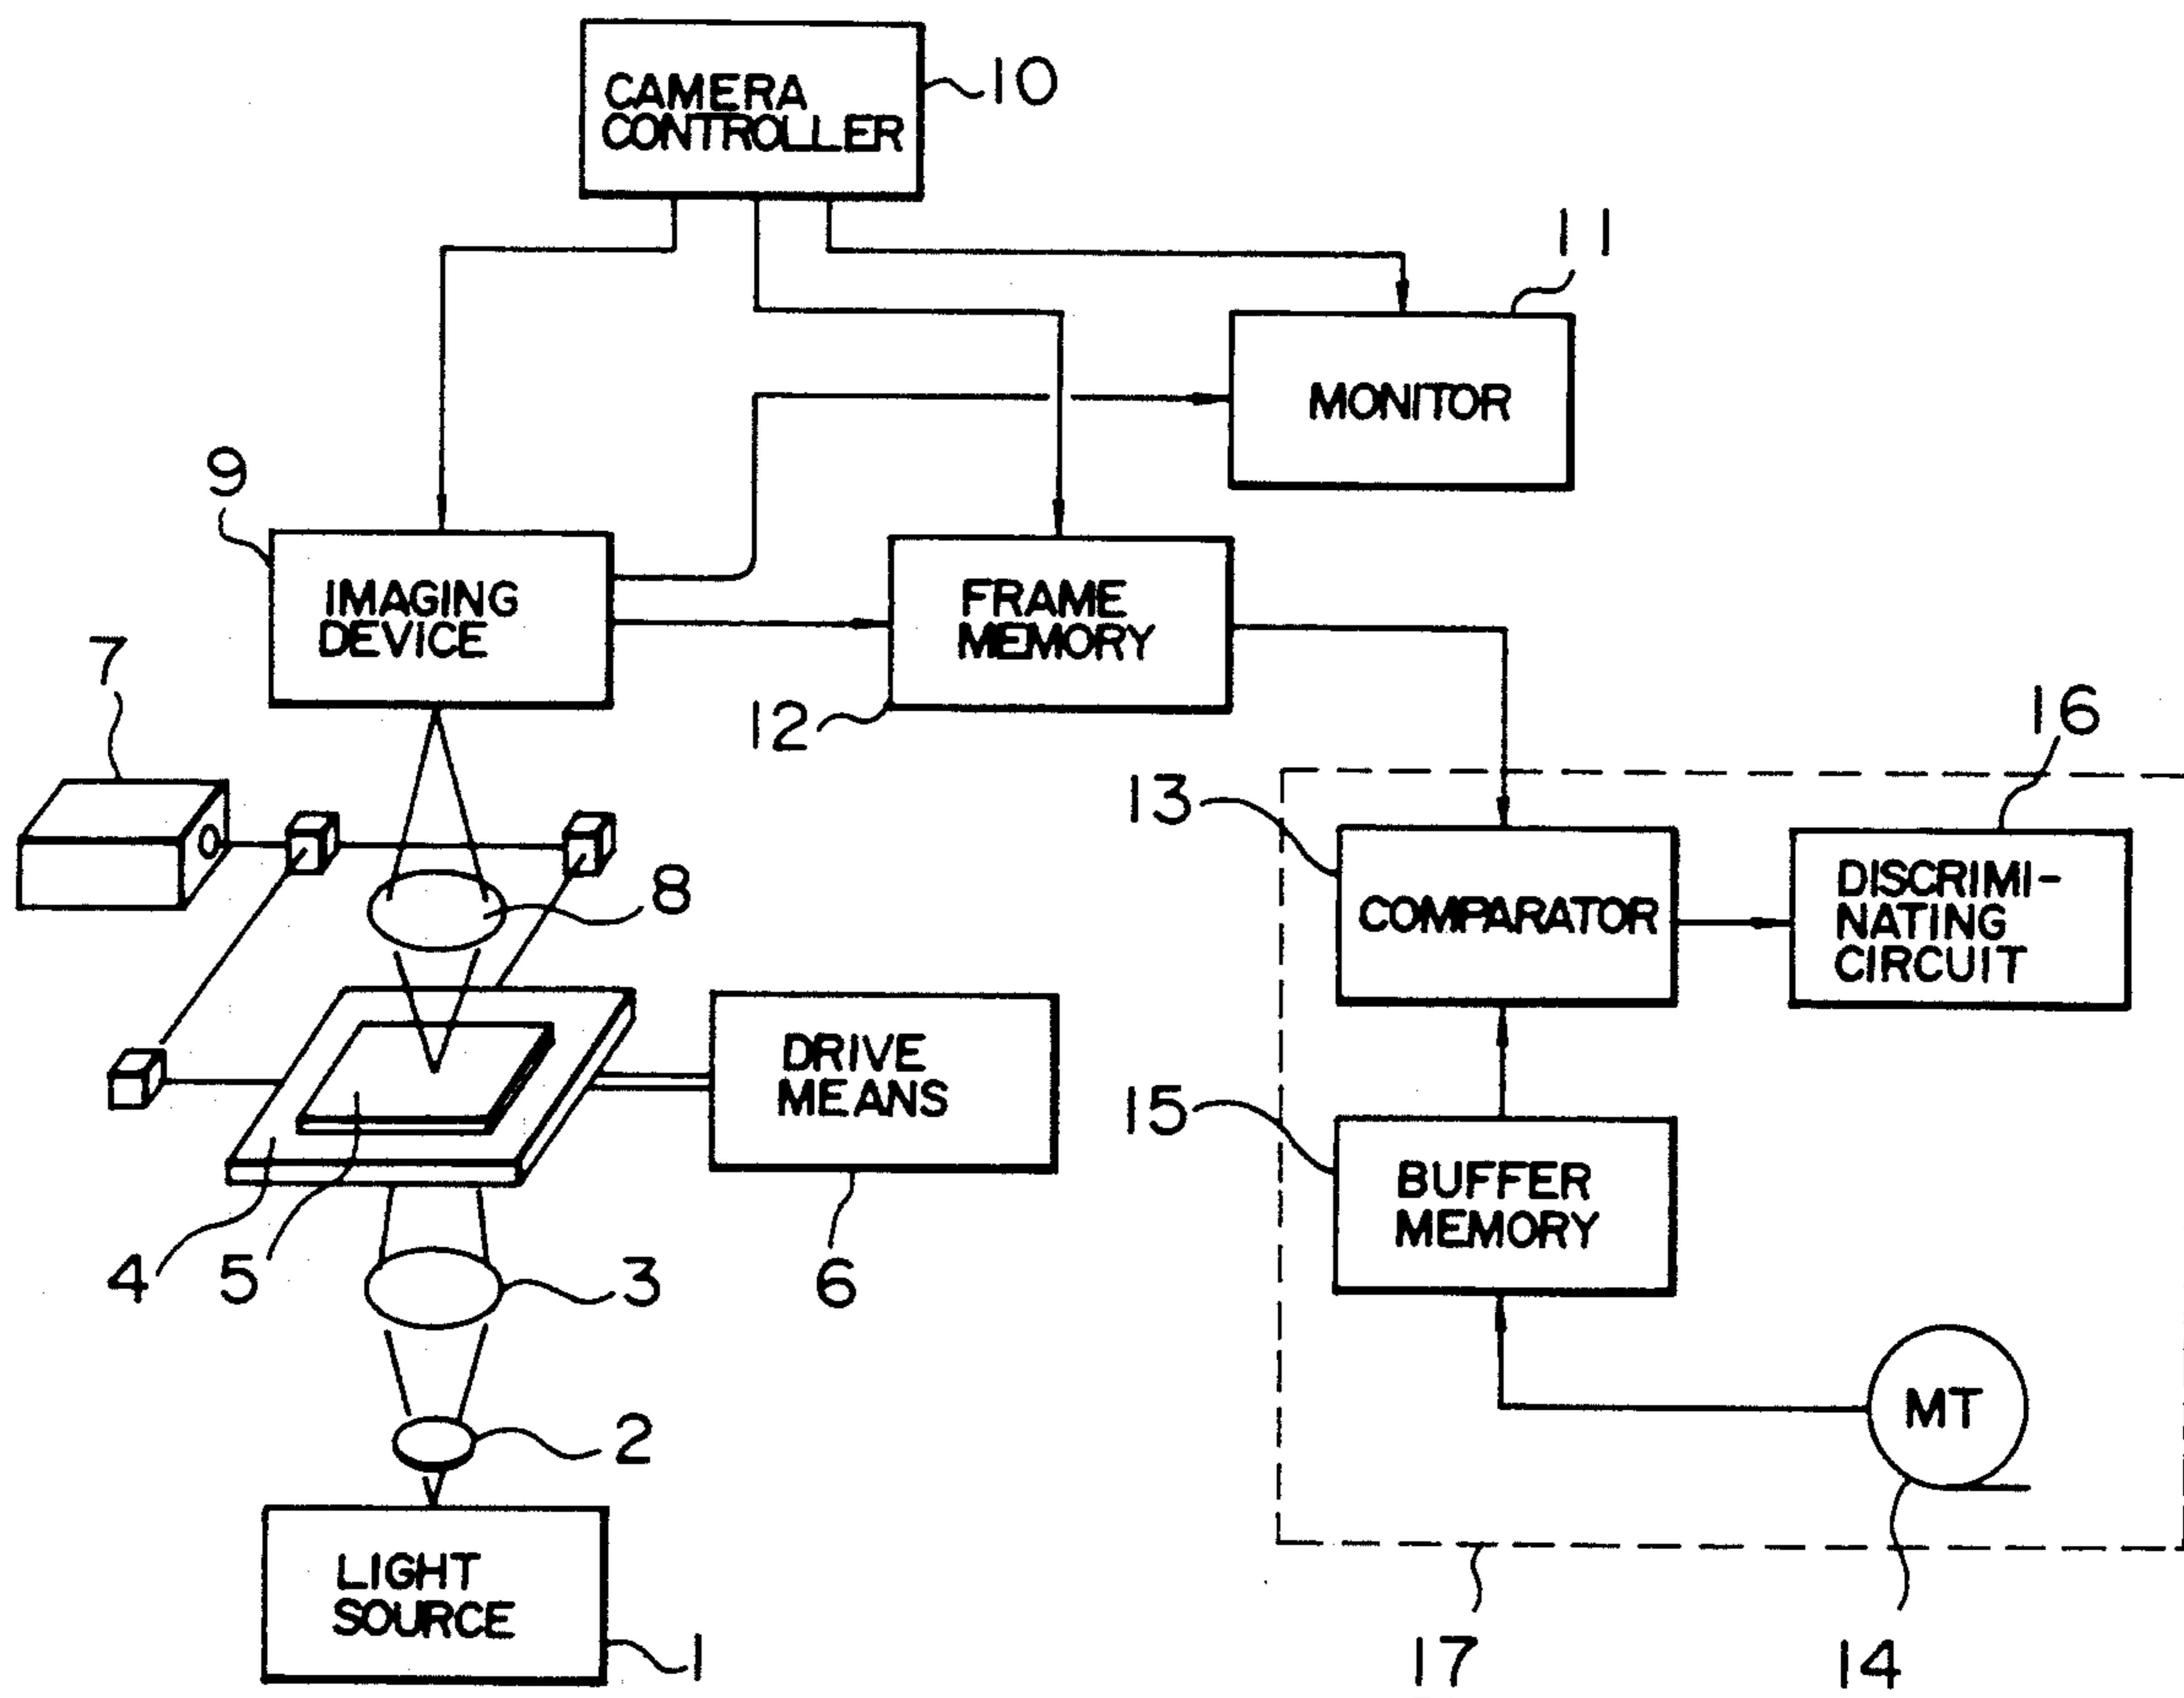 CAMERA
CONTROLLER
10
11
MONITOR
9
IMAGING
DEVICE
FRAME
MEMORY
12
7
16
13
8
COMPARATOR
DISCRIMI-
NATING
CIRCUIT
DRIVE
MEANS
15
BUFFER
MEMORY
4
5
3
6
MT
2
LIGHT
SOURCE
1
17
14